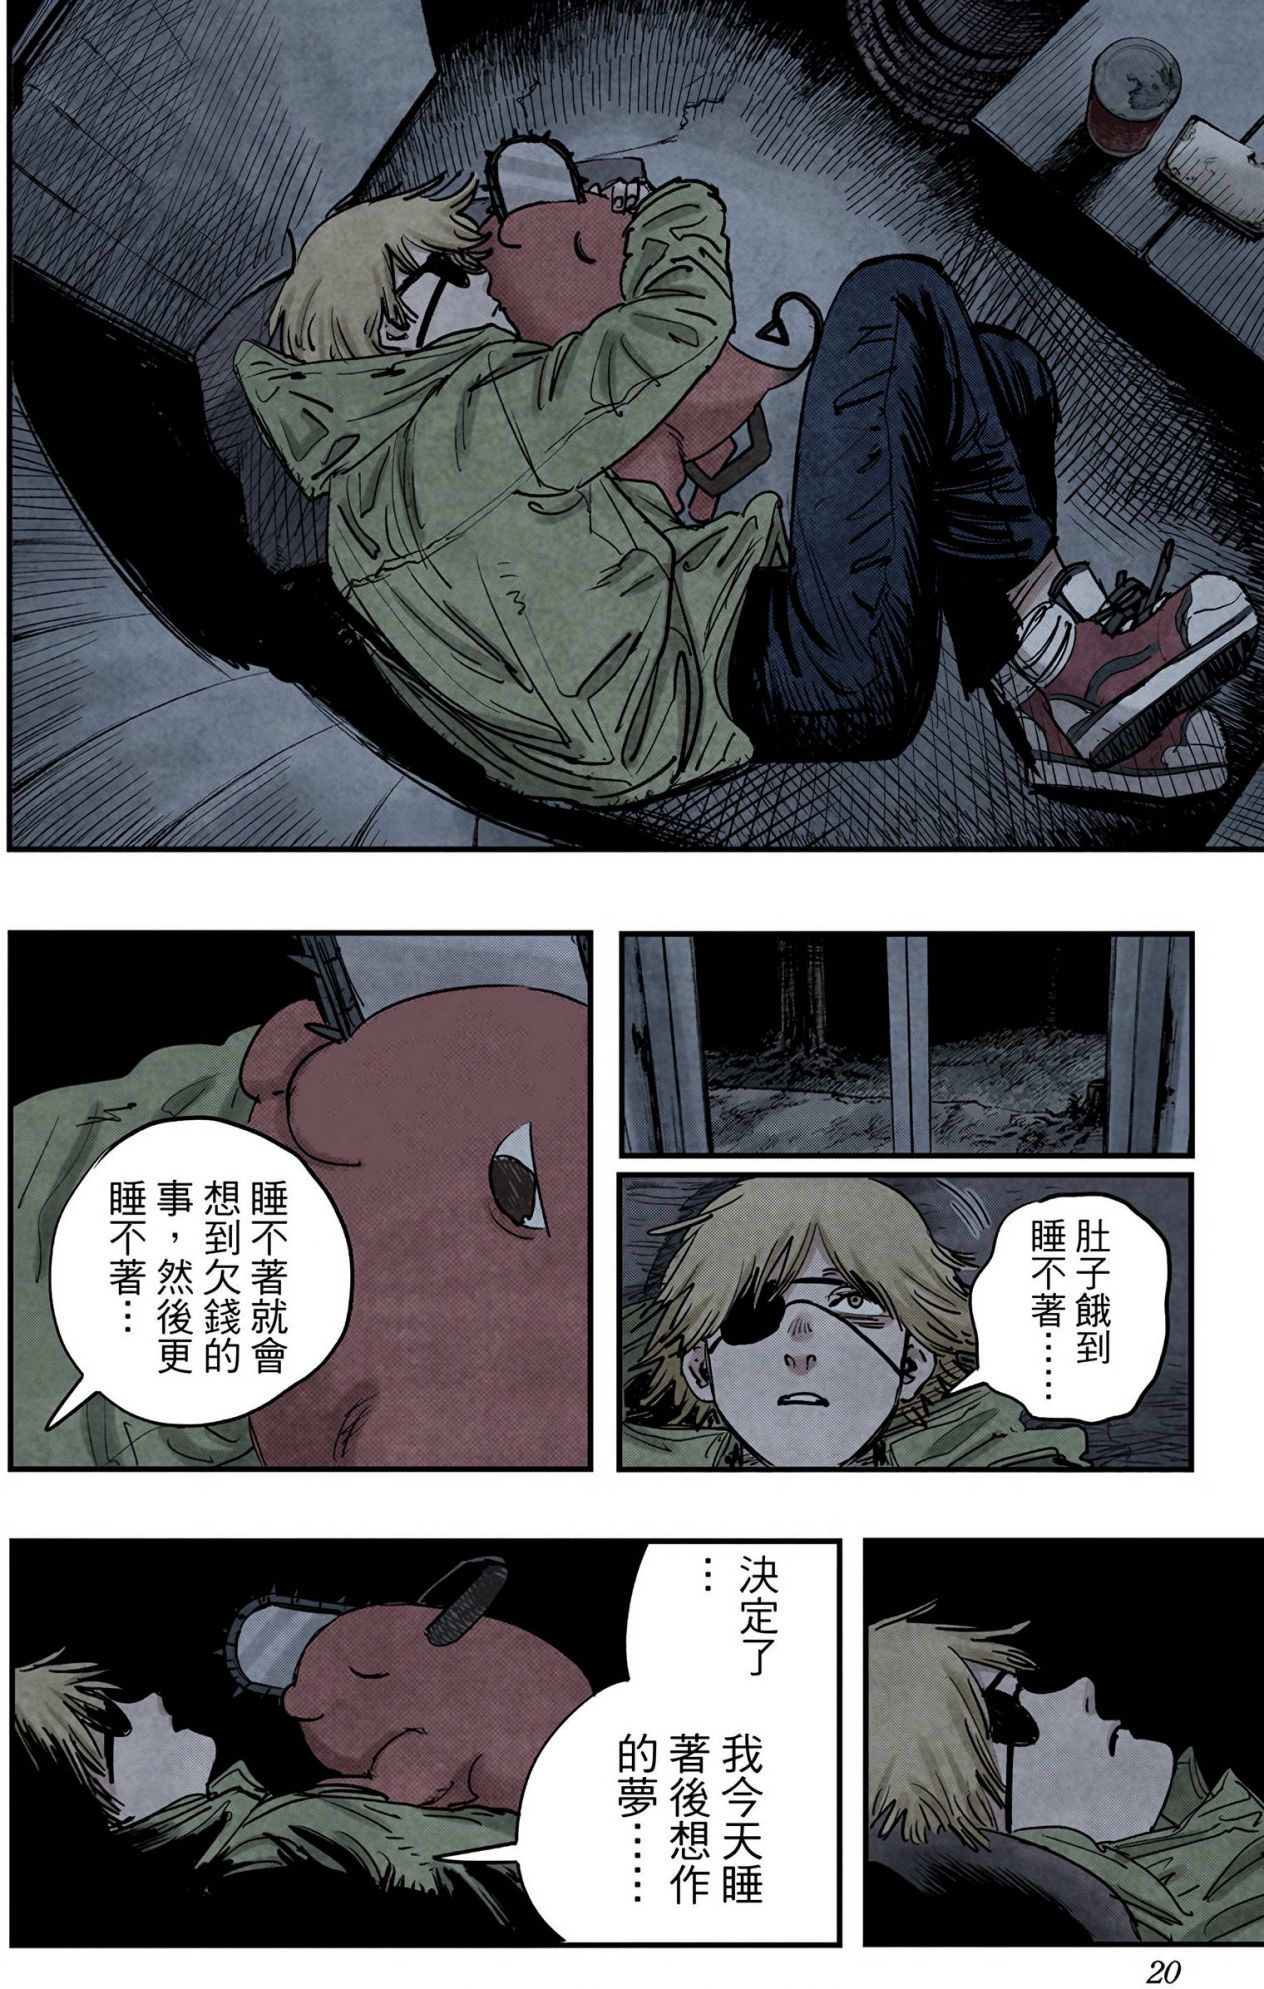 肚子餓到
睡不著……
睡不著就會
想到欠錢的
事，然後更
睡不著…
決定了
…
我今天睡
著後想作
的夢……
20